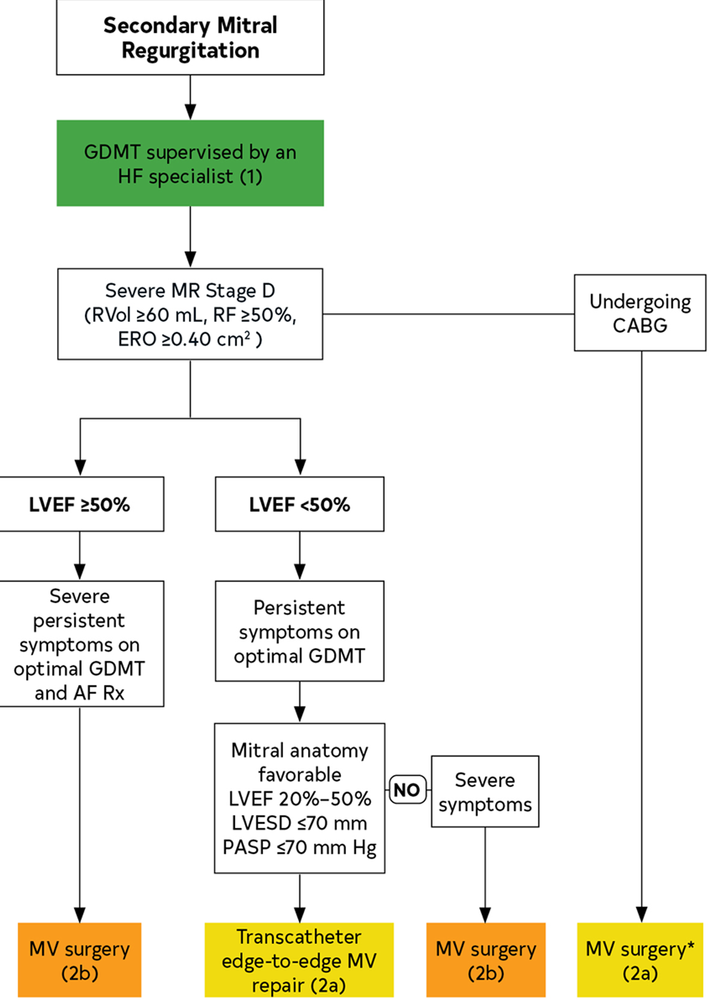 Secondary Mitral
Regurgitation
GDMT supervised by an
HF specialist (1)
Severe MR Stage D
(RVol ≥60 mL, RF ≥50%,
ERO ≥0.40 cm² )
Undergoing
CABG
LVEF ≥50%
LVEF <50%
Severe
persistent
symptoms on
optimal GDMT
and AF Rx
Persistent
symptoms on
optimal GDMT
Mitral anatomy
favorable
LVEF 20%–50%
LVESD ≤70 mm
PASP ≤70 mm Hg
NO
Severe
symptoms
MV surgery
(2b)
Transcatheter
edge-to-edge MV
repair (2a)
MV surgery
(2b)
MV surgery*
(2a)